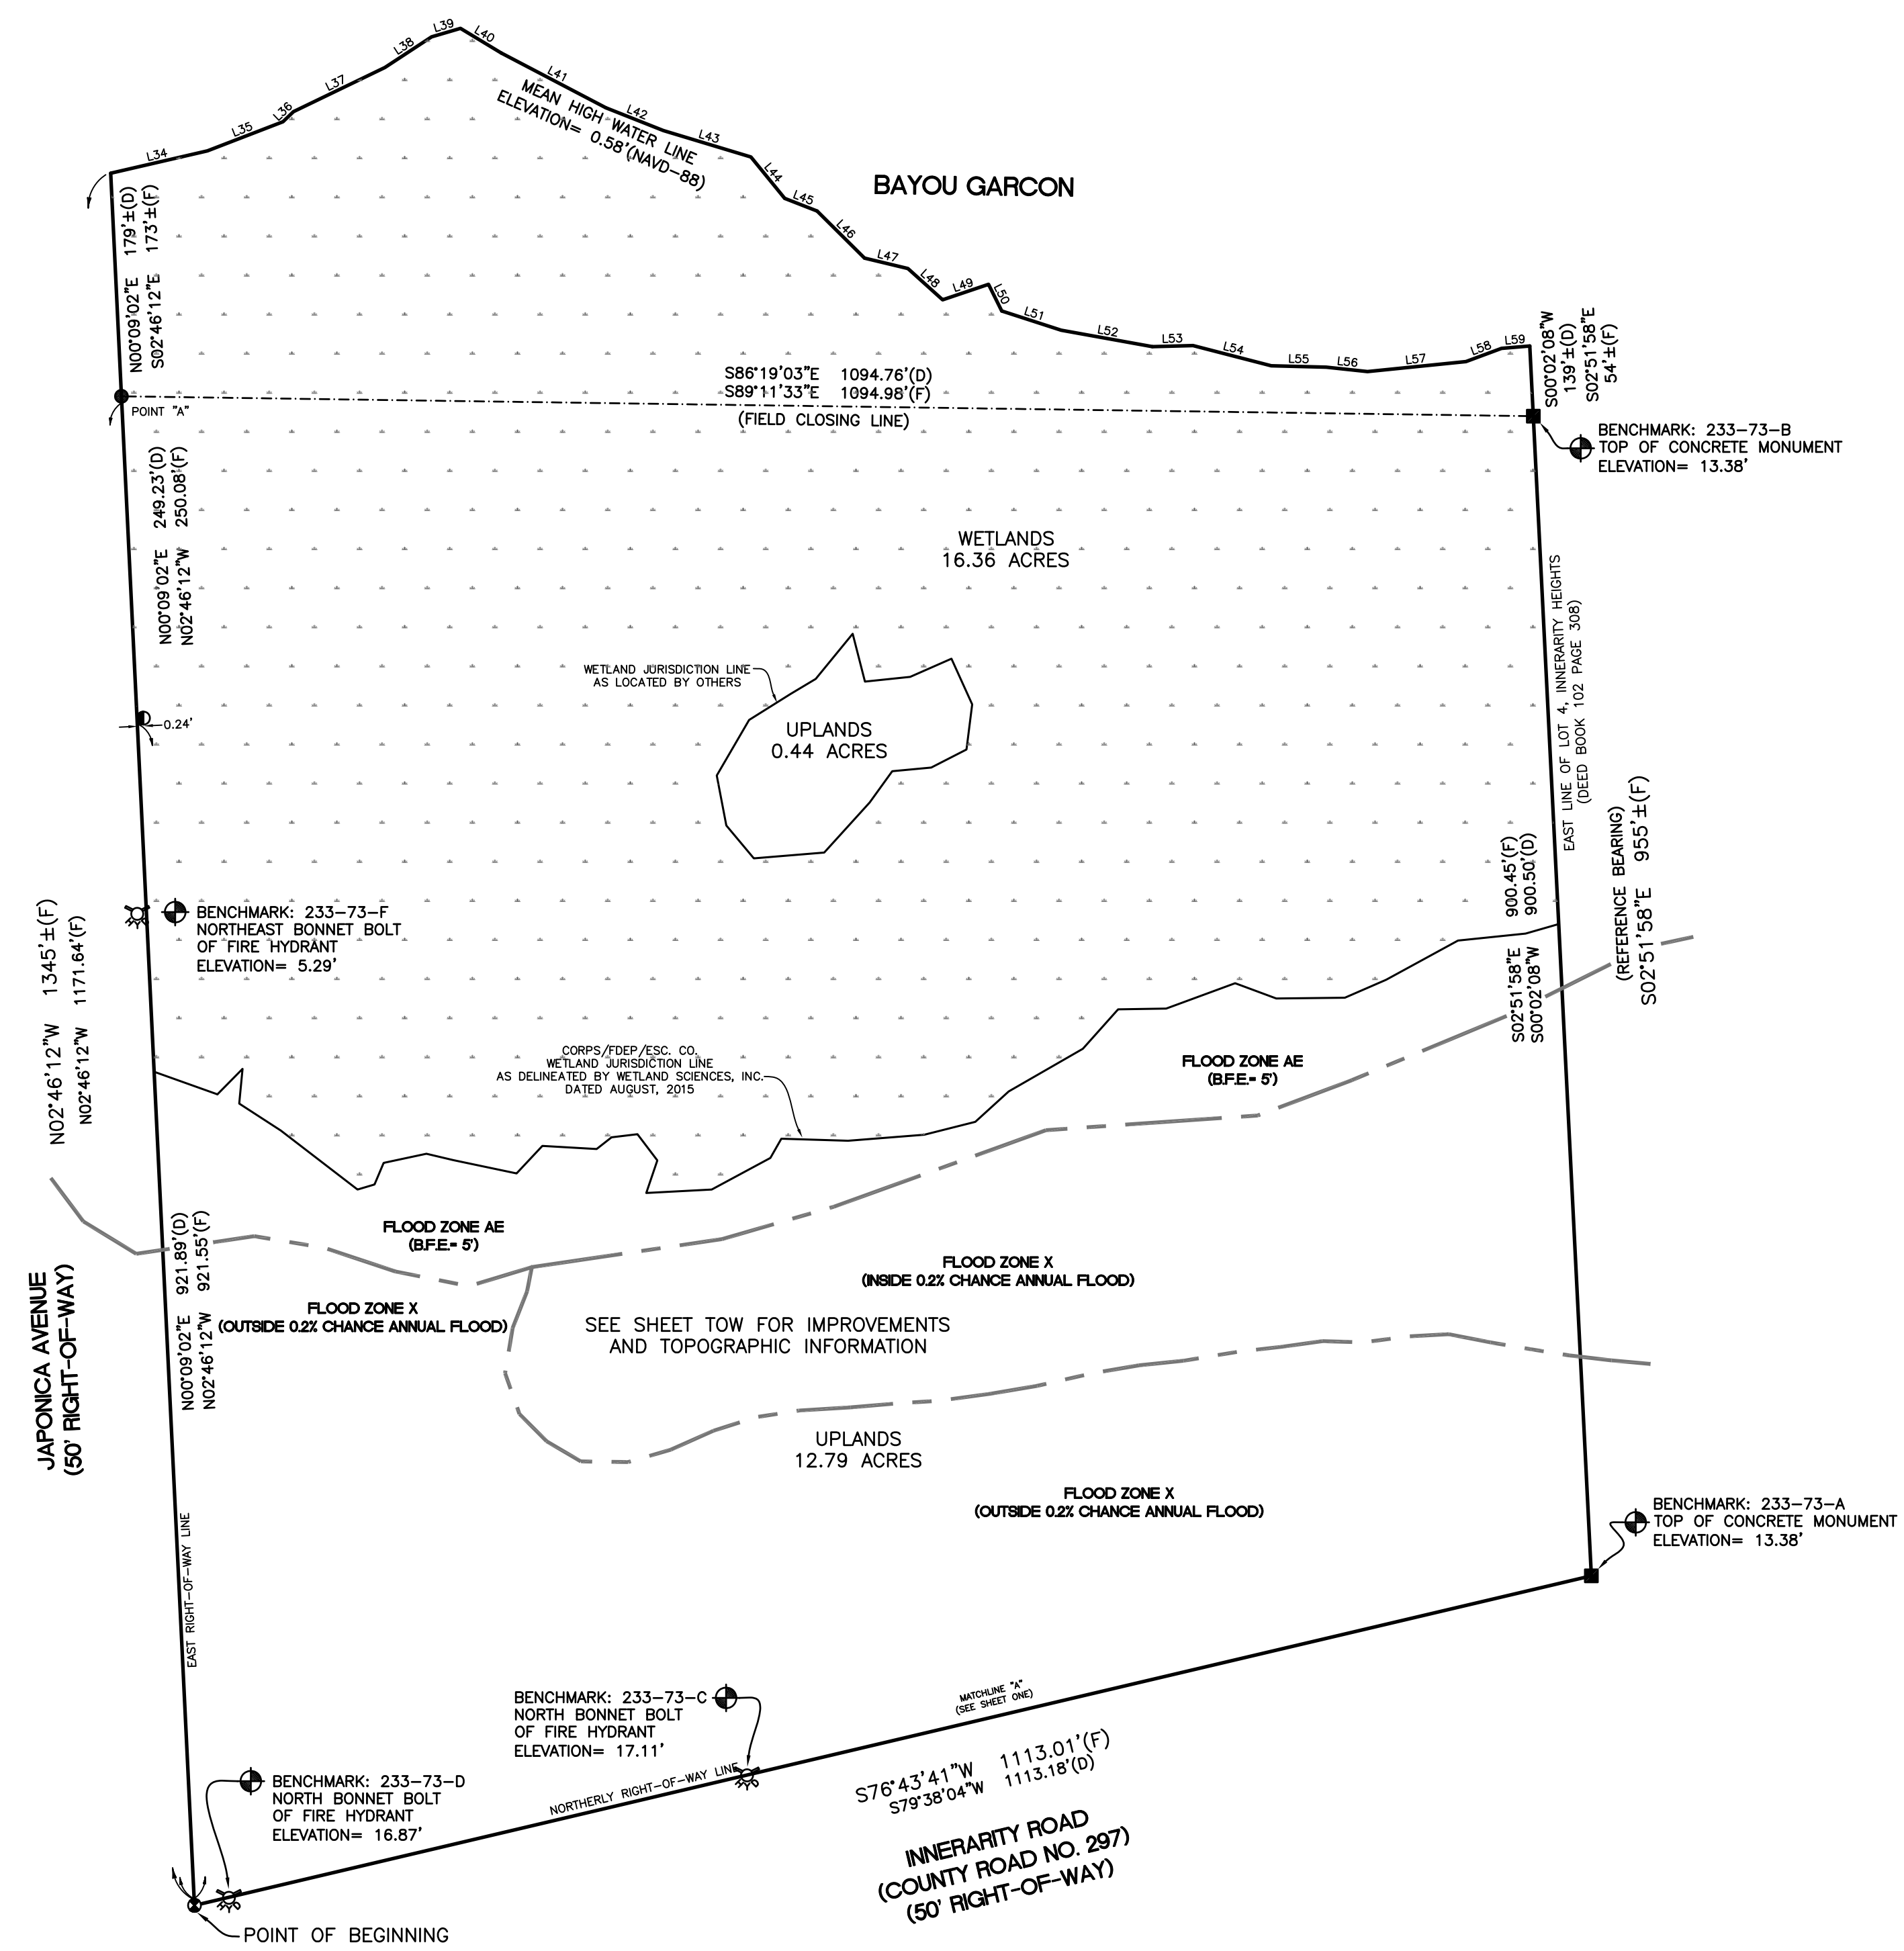 L34
L35
L36
L37
L38
L39
L40
L41
L42
L43
L44
L45
L46
L47
L48
L49
L50
L51
L52
L53
L54
L55
L56
L57
L58
L59
MEAN HIGH WATER LINE
ELEVATION= 0.58'(NAVD-88)
BAYOU GARCON
N00°09'02"E 179'±(D)
S02°46'12"E 173'±(F)
POINT "A"
S86°19'03"E 1094.76'(D)
S89°11'33"E 1094.98'(F)
(FIELD CLOSING LINE)
S00°02'08"W
139'±(D)
S02°51'58"E
54'±(F)
BENCHMARK: 233-73-B
TOP OF CONCRETE MONUMENT
ELEVATION= 13.38'
N00°09'02"E 249.23'(D)
N02°46'12"W 250.08'(F)
WETLANDS
16.36 ACRES
EAST LINE OF LOT 4, INNERARITY HEIGHTS
(DEED BOOK 102 PAGE 308)
WETLAND JURISDICTION LINE
AS LOCATED BY OTHERS
UPLANDS
0.44 ACRES
0.24'
BENCHMARK: 233-73-F
NORTHEAST BONNET BOLT
OF FIRE HYDRANT
ELEVATION= 5.29'
S02°51'58"E 900.45'(F)
S00°02'08"W 900.50'(D)
(REFERENCE BEARING)
S02°51'58"E 955'±(F)
N02°46'12"W 1345'±(F)
N02°46'12"W 1171.64'(F)
CORPS/FDEP/ESC. CO.
WETLAND JURISDICTION LINE
AS DELINEATED BY WETLAND SCIENCES, INC.
DATED AUGUST, 2015
FLOOD ZONE AE
(B.F.E.= 5')
FLOOD ZONE AE
(B.F.E.= 5')
N00°09'02"E 921.89'(D)
N02°46'12"W 921.55'(F)
FLOOD ZONE X
(INSIDE 0.2% CHANCE ANNUAL FLOOD)
FLOOD ZONE X
(OUTSIDE 0.2% CHANCE ANNUAL FLOOD)
SEE SHEET TOW FOR IMPROVEMENTS
AND TOPOGRAPHIC INFORMATION
JAPONICA AVENUE
(50' RIGHT-OF-WAY)
UPLANDS
12.79 ACRES
FLOOD ZONE X
(OUTSIDE 0.2% CHANCE ANNUAL FLOOD)
BENCHMARK: 233-73-A
TOP OF CONCRETE MONUMENT
ELEVATION= 13.38'
EAST RIGHT-OF-WAY LINE
BENCHMARK: 233-73-C
NORTH BONNET BOLT
OF FIRE HYDRANT
ELEVATION= 17.11'
MATCHLINE "A"
(SEE SHEET ONE)
BENCHMARK: 233-73-D
NORTH BONNET BOLT
OF FIRE HYDRANT
ELEVATION= 16.87'
NORTHERLY RIGHT-OF-WAY LINE
S76°43'41"W 1113.01'(F)
S79°38'04"W 1113.18'(D)
INNERARITY ROAD
(COUNTY ROAD NO. 297)
(50' RIGHT-OF-WAY)
POINT OF BEGINNING